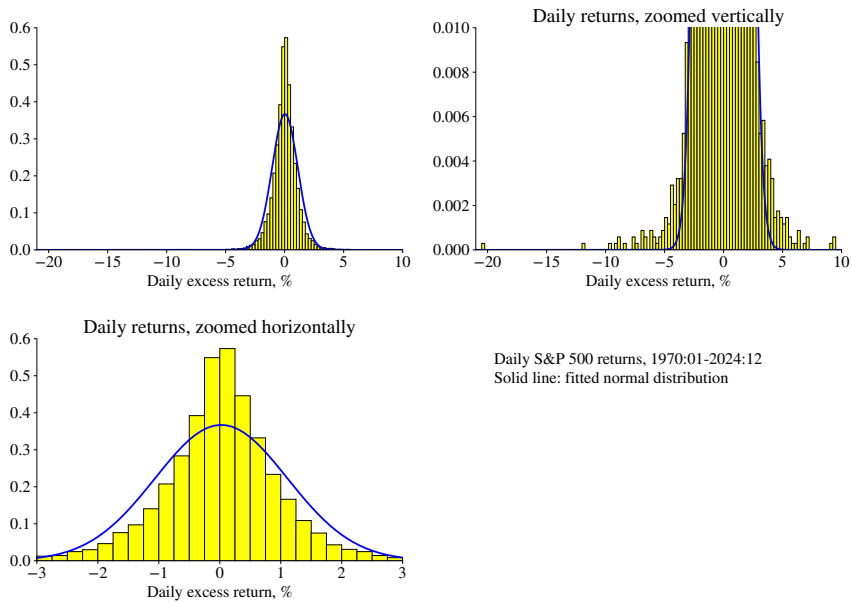 0.6
0.5
0.4
0.3
0.2
0.1
0.0
−20 −15 −10 −5 0 5 10
Daily excess return, %
Daily returns, zoomed vertically
0.010
0.008
0.006
0.004
0.002
0.000
−20 −15 −10 −5 0 5 10
Daily excess return, %
Daily returns, zoomed horizontally
0.6
0.5
0.4
0.3
0.2
0.1
0.0
−3 −2 −1 0 1 2 3
Daily excess return, %
Daily S&P 500 returns, 1970:01-2024:12
Solid line: fitted normal distribution